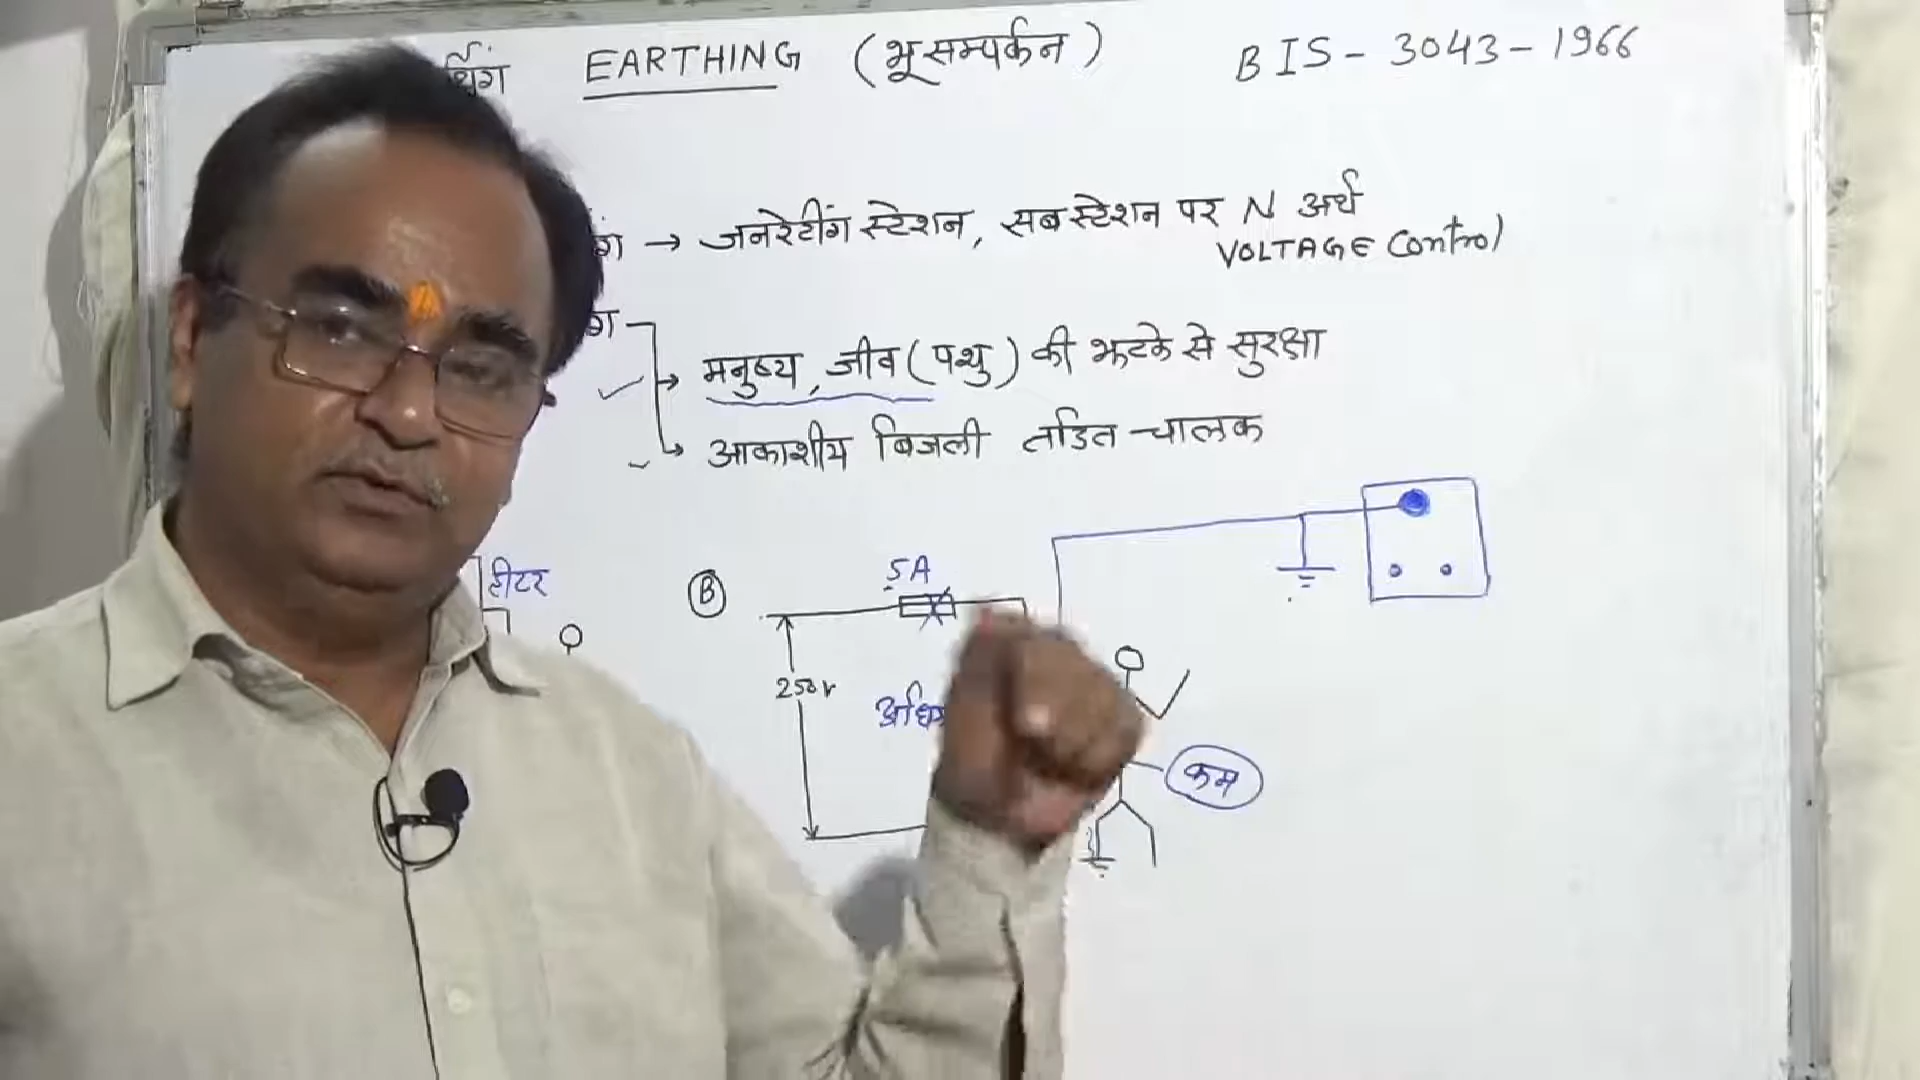 र्थिंग EARTHING (भूसम्पर्कन) BIS - 3043 - 1966
→ जनरेटींग स्टेशन, सबस्टेशन पर N अर्थ
VOLTAGE Control
→ मनुष्य, जीव (पशु) की झटके से सुरक्षा
→ आकाशीय बिजली तडित चालक
हीटर
B
5A
250V
कम